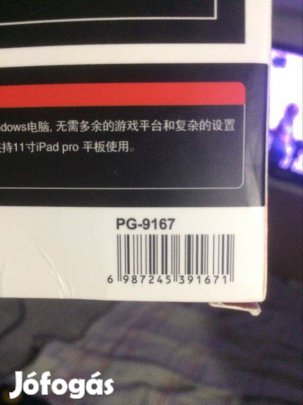 ndows电脑, 无需多余的游戏平台和复杂的设置
持11寸iPad pro 平板使用。
PG-9167
6 987245 391671
Jófogás